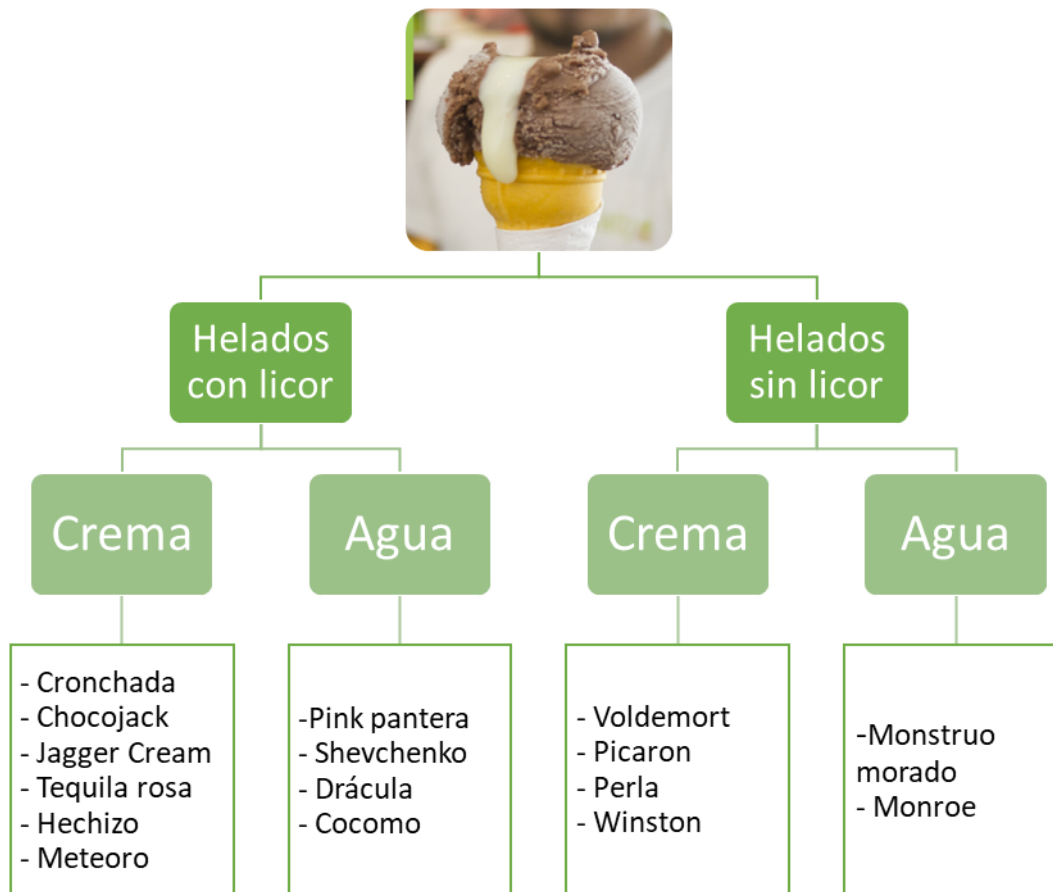 Helados
con licor
Helados
sin licor
Crema
Agua
Crema
Agua
- Cronchada
- Chocojack
- Jagger Cream
- Tequila rosa
- Hechizo
- Meteoro
-Pink pantera
- Shevchenko
- Drácula
- Cocomo
- Voldemort
- Picaron
- Perla
- Winston
-Monstruo
morado
- Monroe